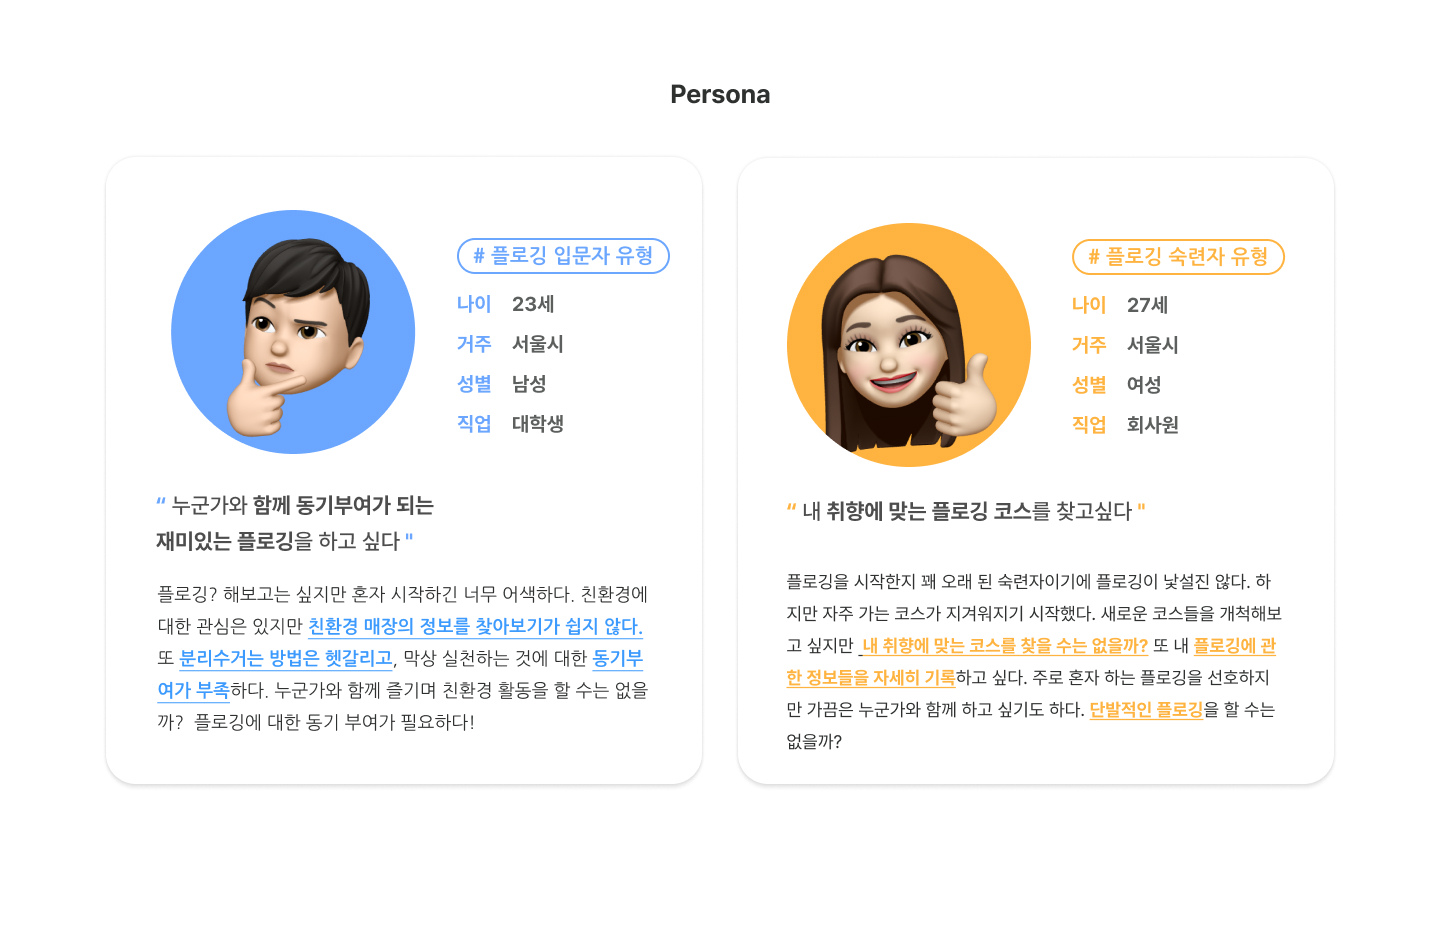 Persona
# 플로깅 입문자 유형
나이 23세
거주 서울시
성별 남성
직업 대학생
“ 누군가와 함께 동기부여가 되는
재미있는 플로깅을 하고 싶다 "
플로깅? 해보고는 싶지만 혼자 시작하긴 너무 어색하다. 친환경에
대한 관심은 있지만 친환경 매장의 정보를 찾아보기가 쉽지 않다.
또 분리수거는 방법은 헷갈리고, 막상 실천하는 것에 대한 동기부
여가 부족하다. 누군가와 함께 즐기며 친환경 활동을 할 수는 없을
까? 플로깅에 대한 동기 부여가 필요하다!
# 플로깅 숙련자 유형
나이 27세
거주 서울시
성별 여성
직업 회사원
“ 내 취향에 맞는 플로깅 코스를 찾고싶다 "
플로깅을 시작한지 꽤 오래 된 숙련자이기에 플로깅이 낯설진 않다. 하
지만 자주 가는 코스가 지겨워지기 시작했다. 새로운 코스들을 개척해보
고 싶지만 내 취향에 맞는 코스를 찾을 수는 없을까? 또 내 플로깅에 관
한 정보들을 자세히 기록하고 싶다. 주로 혼자 하는 플로깅을 선호하지
만 가끔은 누군가와 함께 하고 싶기도 하다. 단발적인 플로깅을 할 수는
없을까?